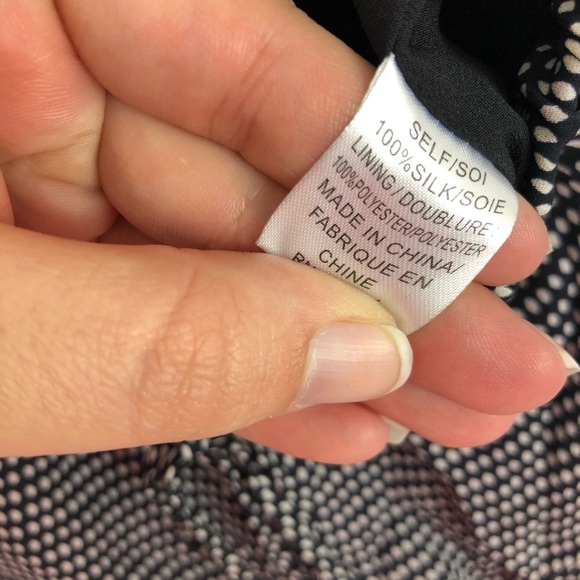 SELF/SOI
100%SILK/SOIE
LINING/DOUBLURE:
100%POLYESTER/POLYESTER
MADE IN CHINA/
FABRIQUE EN
CHINE